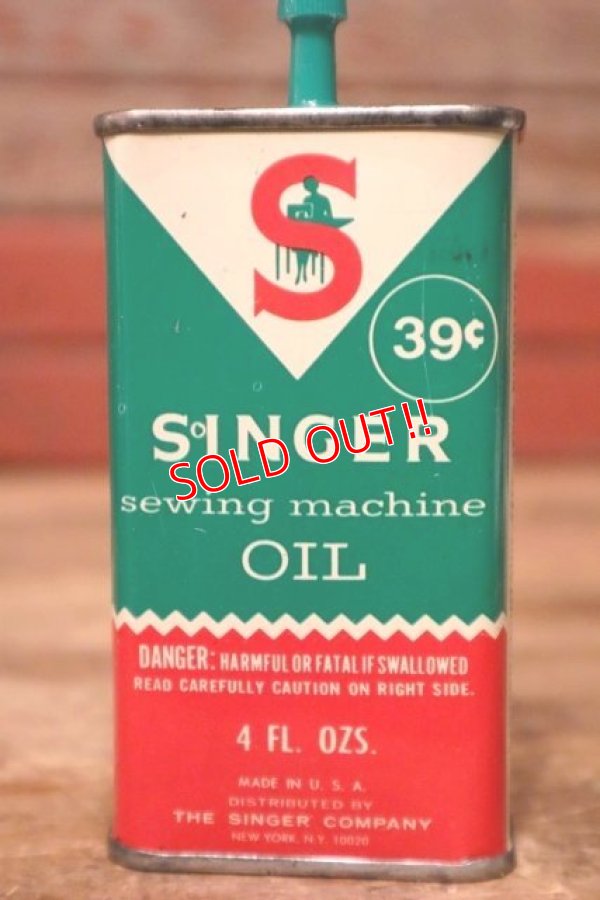 S
39¢
SINGER
SOLD OUT!!
sewing machine
OIL
DANGER: HARMFUL OR FATAL IF SWALLOWED
READ CAREFULLY CAUTION ON RIGHT SIDE.
4 FL. OZS.
MADE IN U. S. A.
DISTRIBUTED BY
THE SINGER COMPANY
NEW YORK, N.Y. 10020